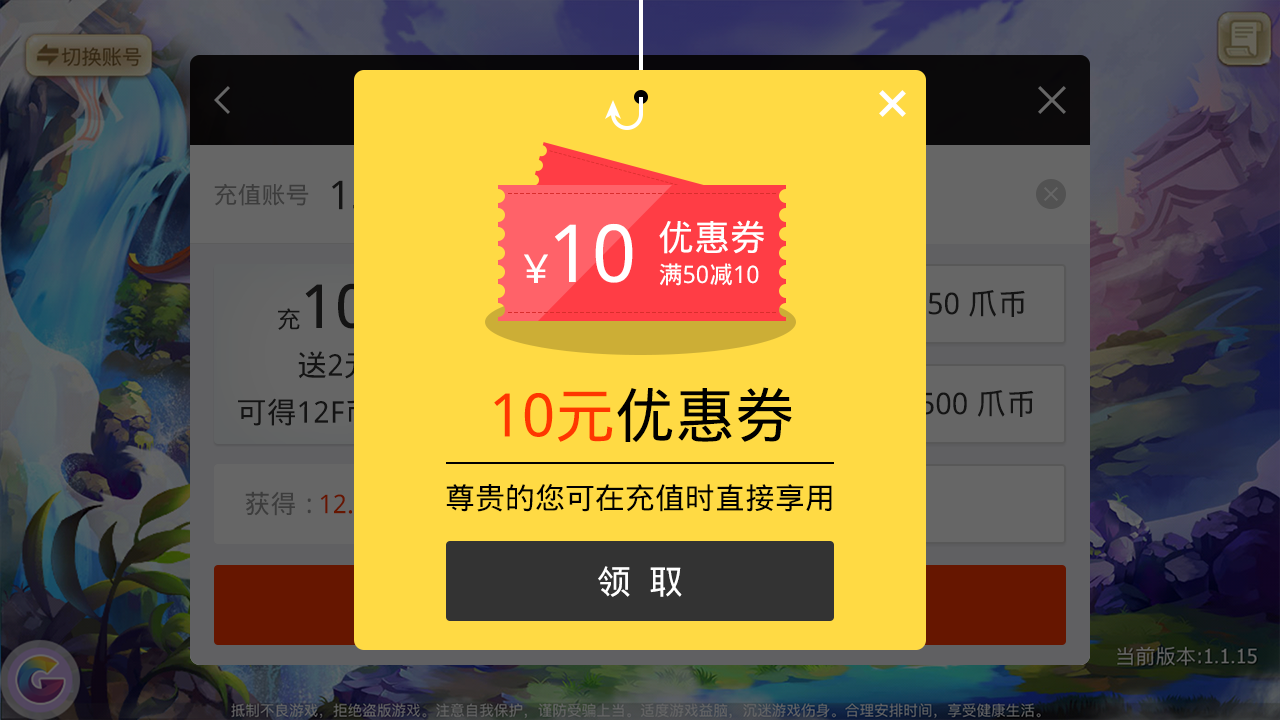 切换账号
充值账号 1.
¥10
优惠券
满50减10
充10
送2元
可得12F币
50 爪币
500 爪币
10元优惠券
尊贵的您可在充值时直接享用
获得：12.
领 取
当前版本:1.1.15
抵制不良游戏，拒绝盗版游戏。注意自我保护，谨防受骗上当。适度游戏益脑，沉迷游戏伤身。合理安排时间，享受健康生活。